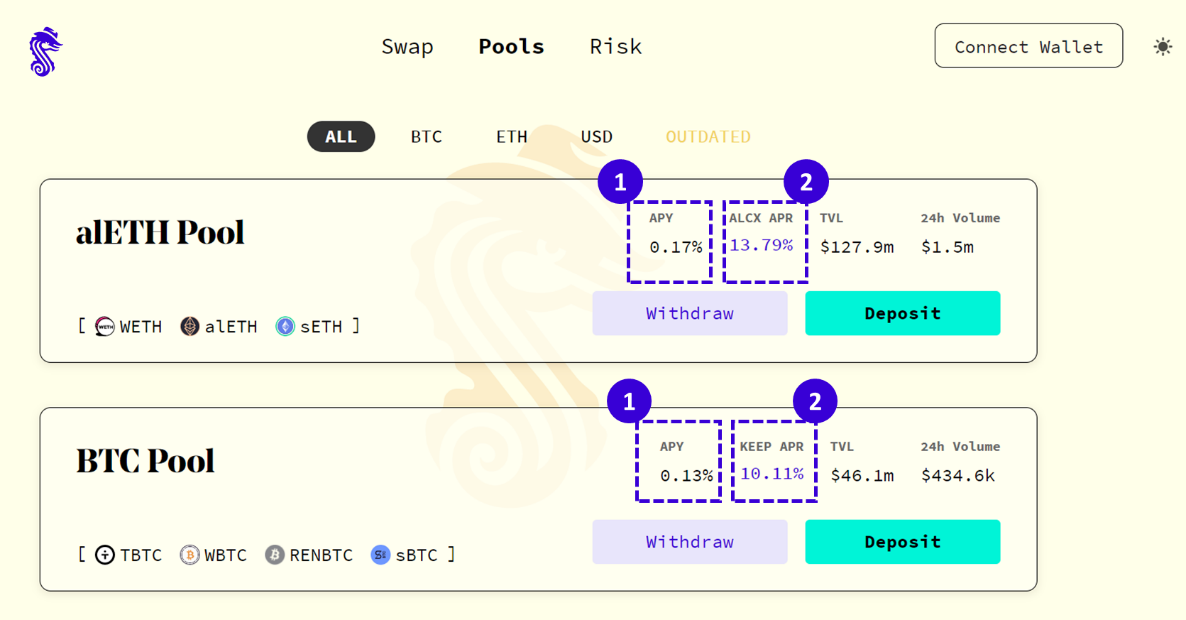 Swap Pools Risk Connect Wallet
ALL BTC ETH USD OUTDATED
1 2
alETH Pool
APY ALCX APR TVL 24h Volume
0.17% 13.79% $127.9m $1.5m
Withdraw Deposit
[ WETH WETH alETH sETH ]
1 2
BTC Pool
APY KEEP APR TVL 24h Volume
0.13% 10.11% $46.1m $434.6k
Withdraw Deposit
[ TBTC WBTC RENBTC sBTC ]